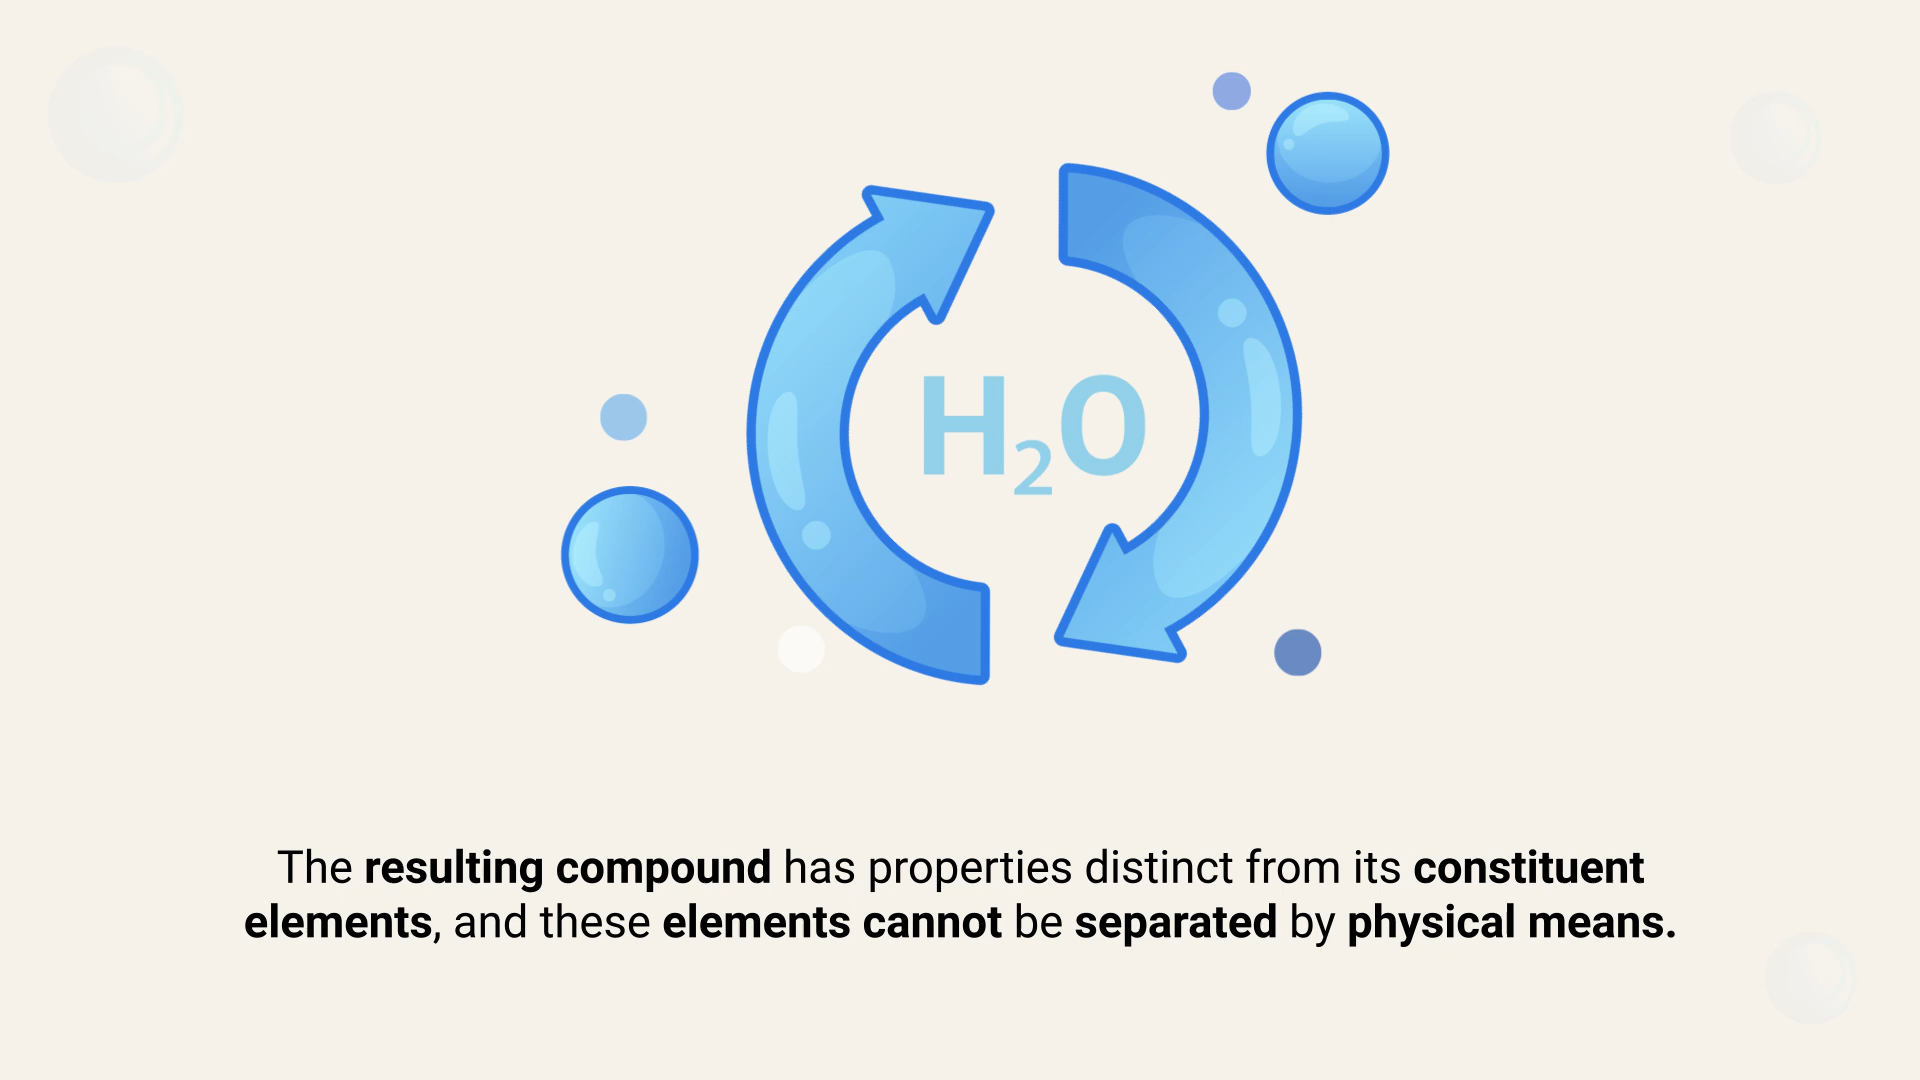 H₂O
The resulting compound has properties distinct from its constituent
elements, and these elements cannot be separated by physical means.